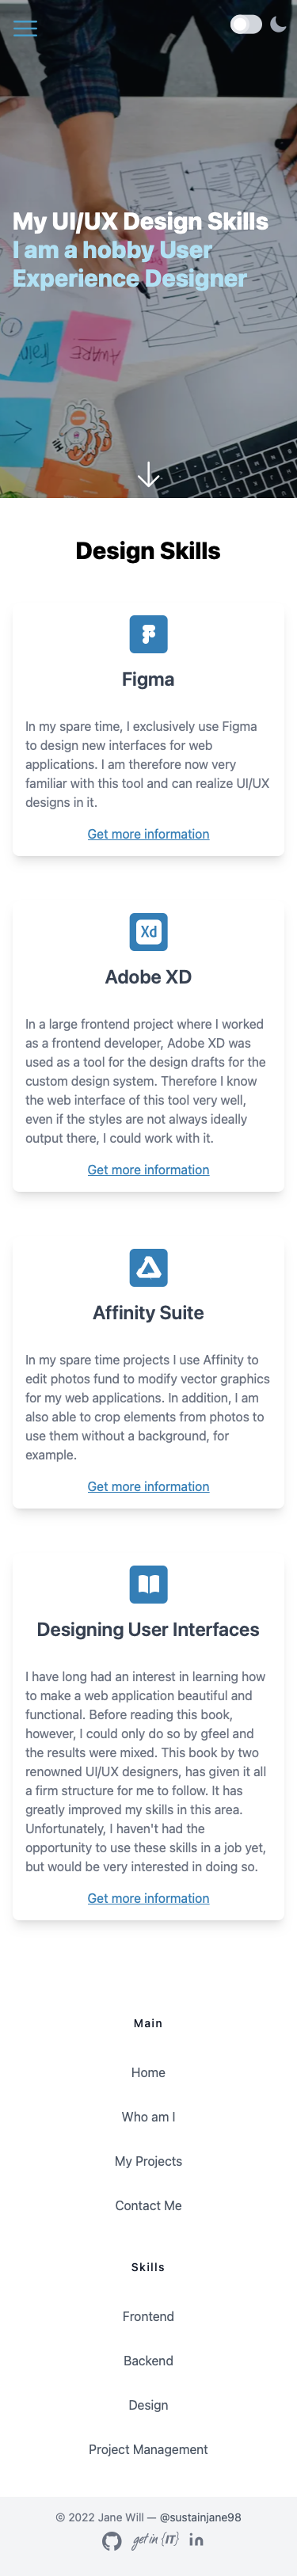 My UI/UX Design Skills
I am a hobby User
Experience Designer
Design Skills
Figma
In my spare time, I exclusively use Figma
to design new interfaces for web
applications. I am therefore now very
familiar with this tool and can realize UI/UX
designs in it.
Get more information
Xd
Adobe XD
In a large frontend project where I worked
as a frontend developer, Adobe XD was
used as a tool for the design drafts for the
custom design system. Therefore I know
the web interface of this tool very well,
even if the styles are not always ideally
output there, I could work with it.
Get more information
Affinity Suite
In my spare time projects I use Affinity to
edit photos fund to modify vector graphics
for my web applications. In addition, I am
also able to crop elements from photos to
use them without a background, for
example.
Get more information
Designing User Interfaces
I have long had an interest in learning how
to make a web application beautiful and
functional. Before reading this book,
however, I could only do so by gfeel and
the results were mixed. This book by two
renowned UI/UX designers, has given it all
a firm structure for me to follow. It has
greatly improved my skills in this area.
Unfortunately, I haven't had the
opportunity to use these skills in a job yet,
but would be very interested in doing so.
Get more information
Main
Home
Who am I
My Projects
Contact Me
Skills
Frontend
Backend
Design
Project Management
© 2022 Jane Will — @sustainjane98
get in {IT} in